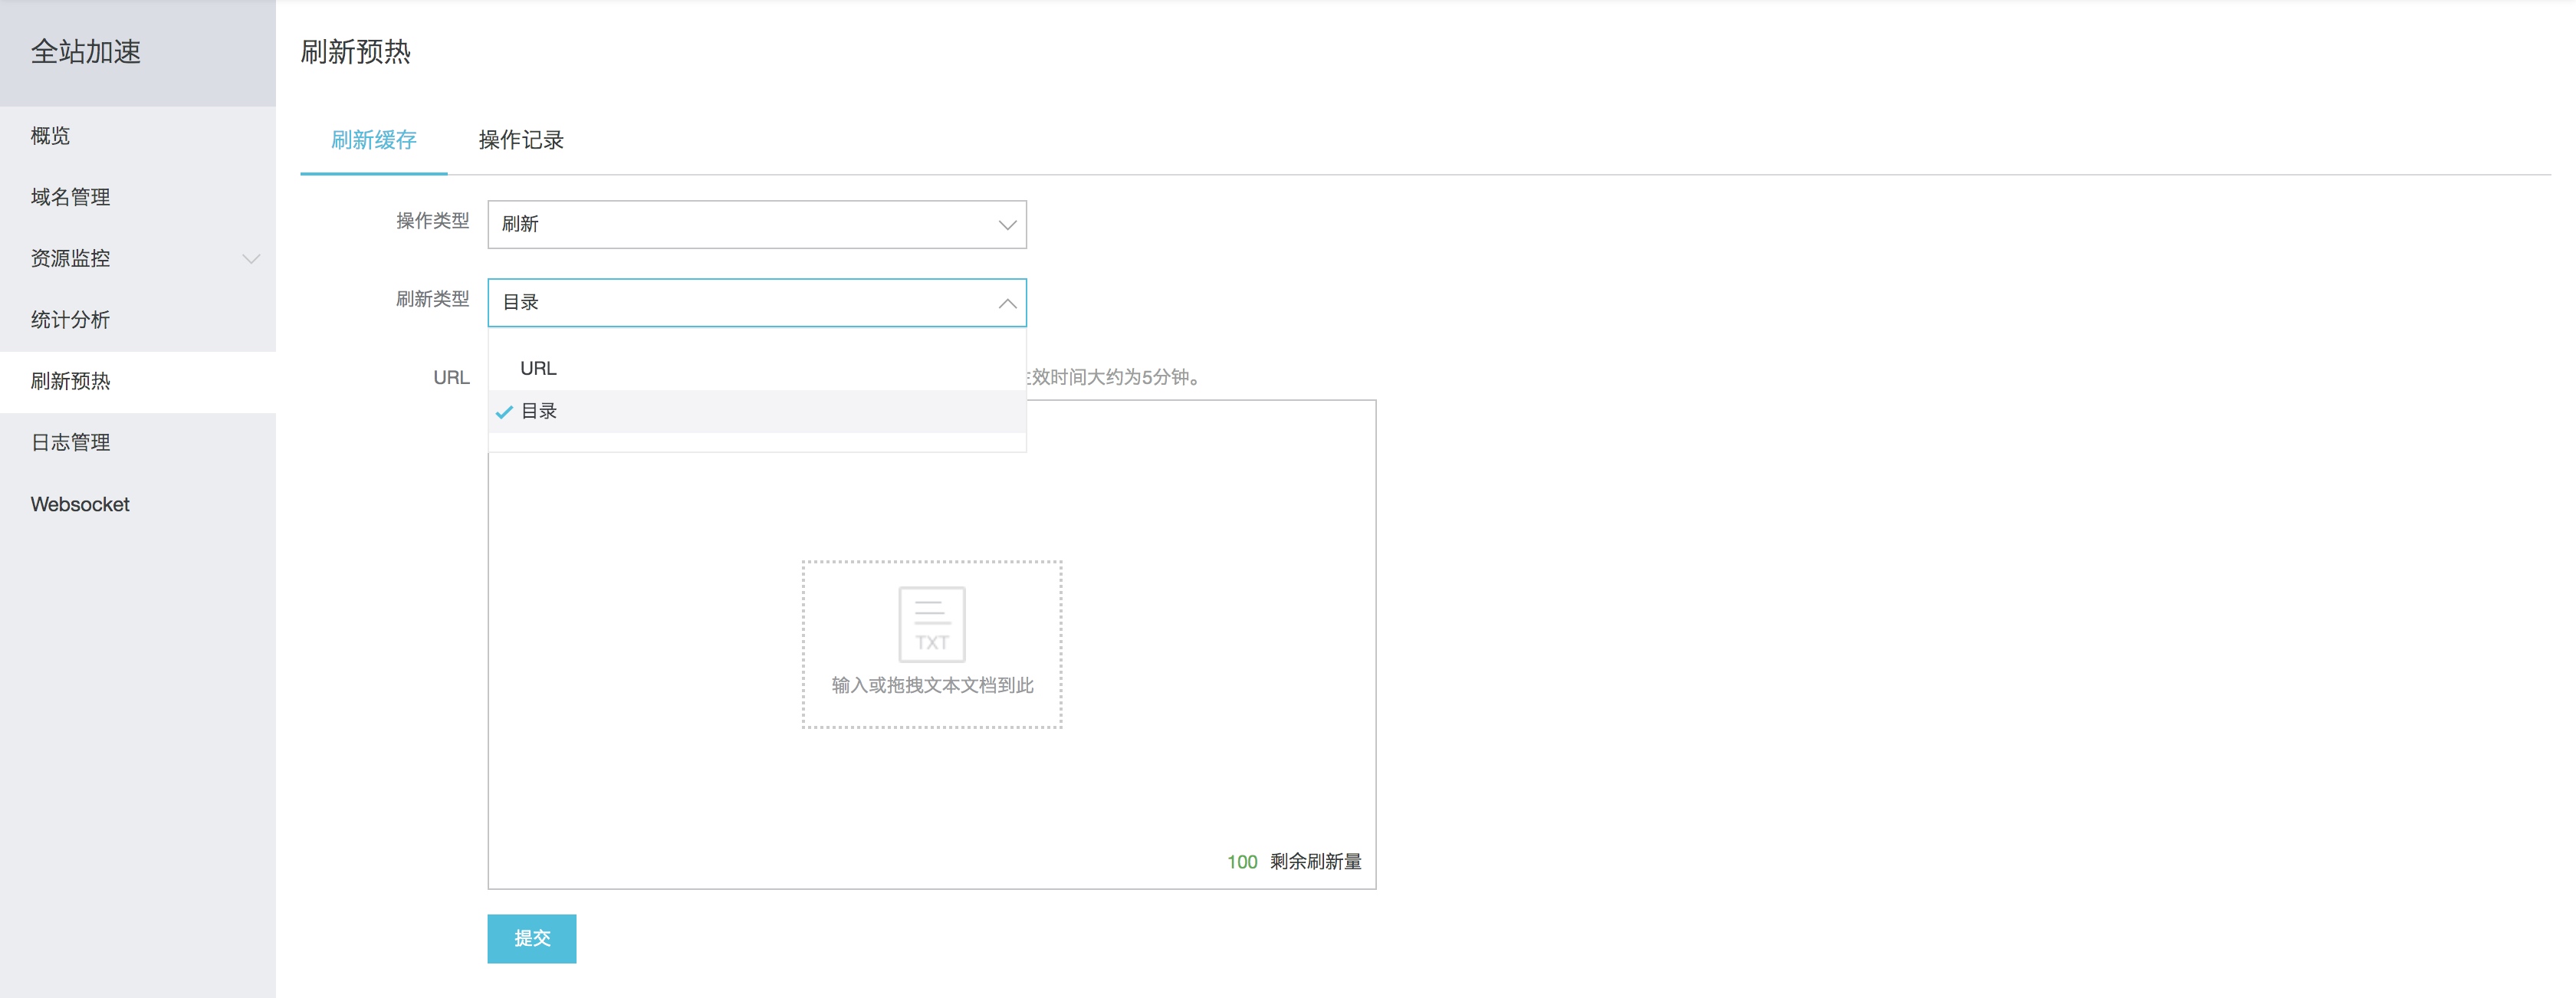 全站加速
概览
域名管理
资源监控
统计分析
刷新预热
日志管理
Websocket
刷新预热
刷新缓存
操作记录
操作类型
刷新
刷新类型
目录
URL
目录
URL
效时间大约为5分钟。
TXT
输入或拖拽文本文档到此
100 剩余刷新量
提交